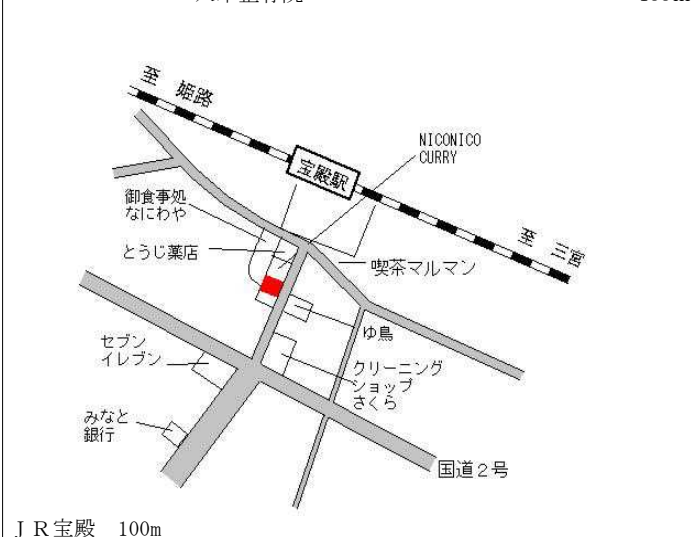 至 姫路
NICONICO
CURRY
宝殿駅
御食事処
なにわや
至 三宮
とうじ薬店
喫茶マルマン
ゆ鳥
セブン
イレブン
クリーニング
ショップ
さくら
みなと
銀行
国道２号
ＪＲ宝殿 100m